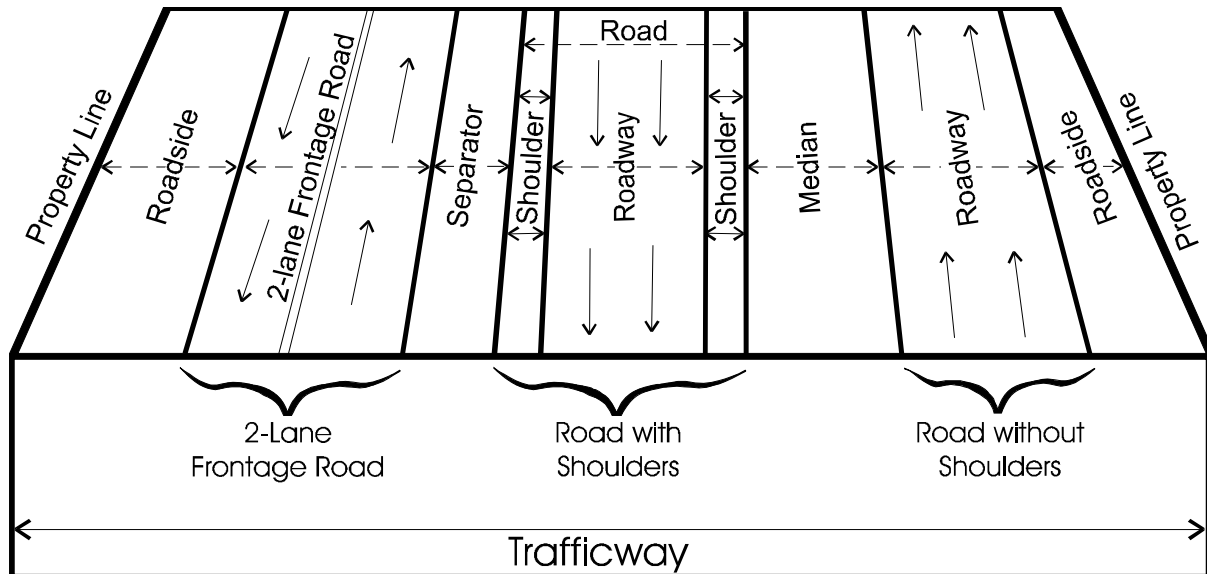 Road
Property Line
Roadside
2-lane Frontage Road
Separator
Shoulder
Roadway
Shoulder
Median
Roadway
Roadside
Property Line
2-Lane
Frontage Road
Road with
Shoulders
Road without
Shoulders
Trafficway